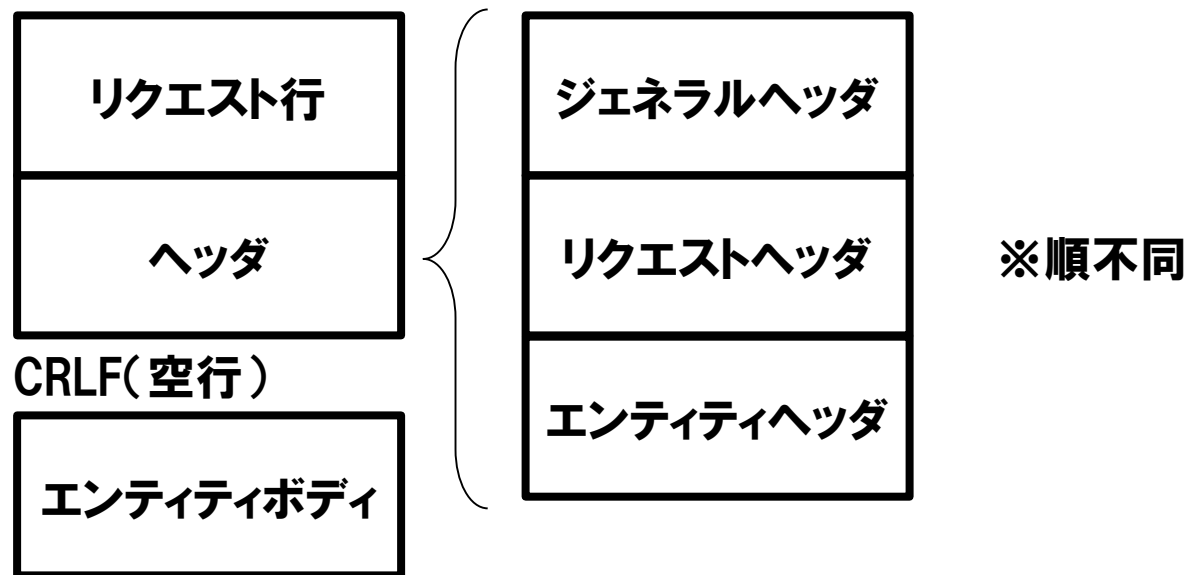 リクエスト行
ヘッダ
CRLF(空行)
エンティティボディ
ジェネラルヘッダ
リクエストヘッダ
エンティティヘッダ
※順不同